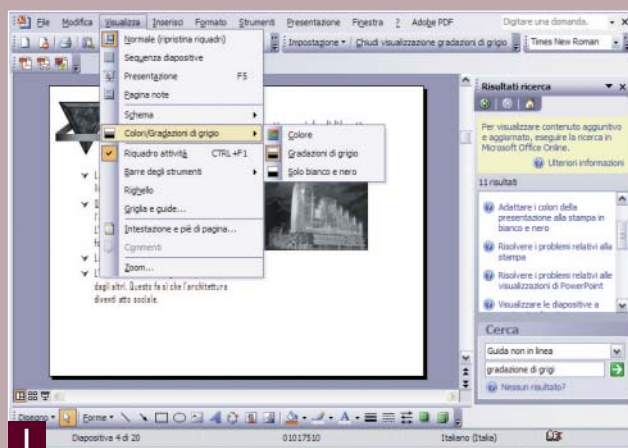 File Modifica Visualizza Inserisci Formato Strumenti Presentazione Finestra ? Adobe PDF Digitare una domanda.
Impostazione Chiudi visualizzazione gradazioni di grigio Times New Roman
Normale (ripristina riquadri)
Sequenza diapositive
Presentazione F5
Pagina note
Schema
Colori/Gradazioni di grigio
Riquadro attività CTRL+F1
Barre degli strumenti
Righello
Griglia e guide...
Intestazione e piè di pagina...
Commenti
Zoom...
Colore
Gradazioni di grigio
Solo bianco e nero
dagli altri. Questo fa sì che l'architettura
diventi atto sociale.
Risultati ricerca
Per visualizzare contenuto aggiuntivo
e aggiornato, eseguire la ricerca in
Microsoft Office Online.
Ulteriori informazioni
11 risultati
Adattare i colori della
presentazione alla stampa in
bianco e nero
Risolvere i problemi relativi alla
stampa
Risolvere i problemi relativi alle
visualizzazioni di PowerPoint
Visualizzare le diapositive a
Cerca
Guida non in linea
gradazione di grigi
Nessun risultato?
Disegno Forme
Diapositiva 4 di 20 01017510 Italiano (Italia)